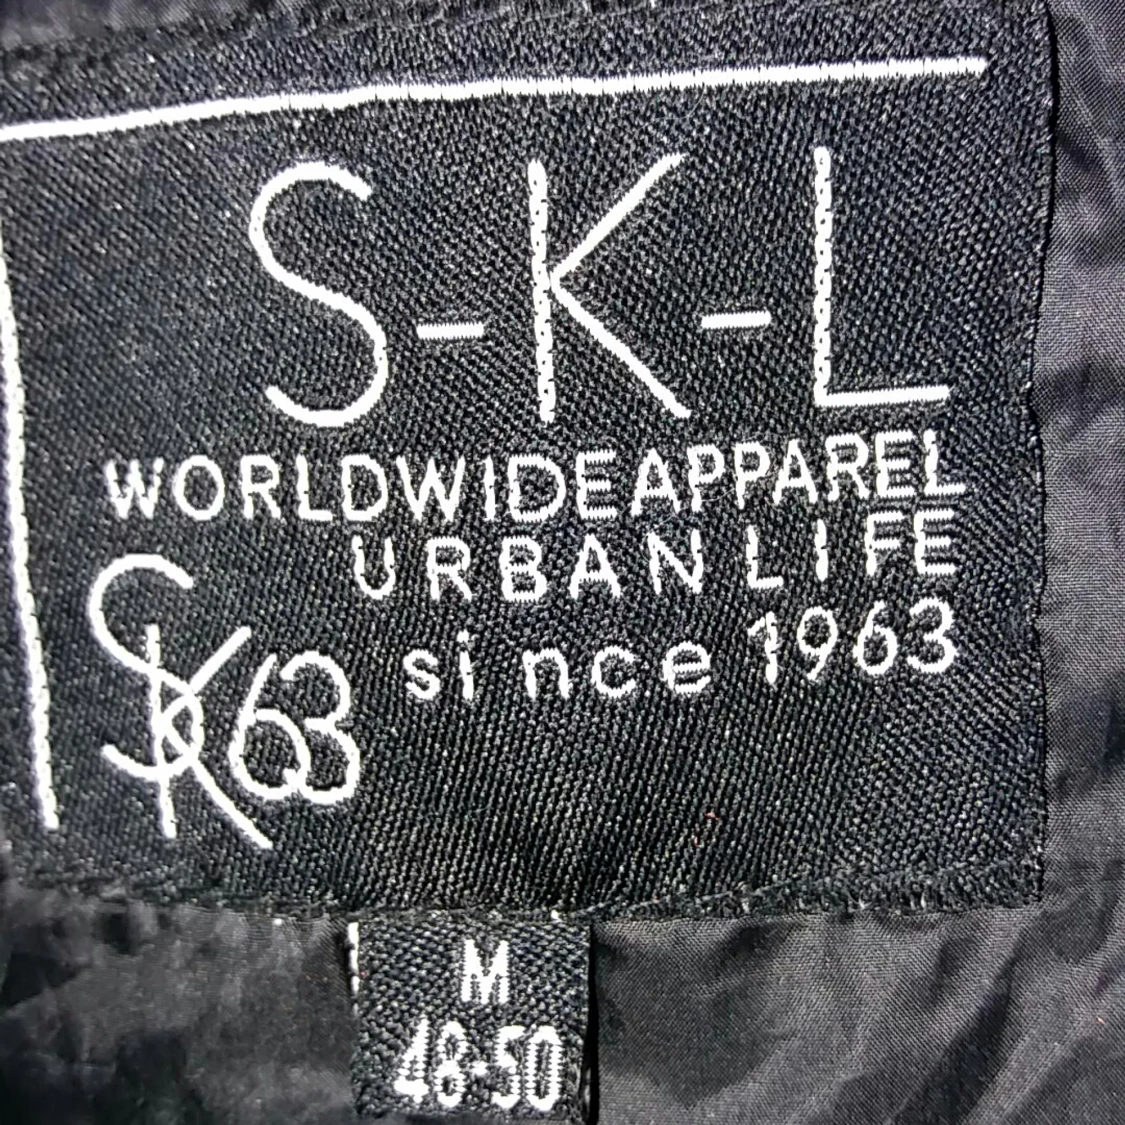 S-K-L
WORLDWIDEAPPAREL
URBAN LIFE
since 1963
SK63
M
48-50